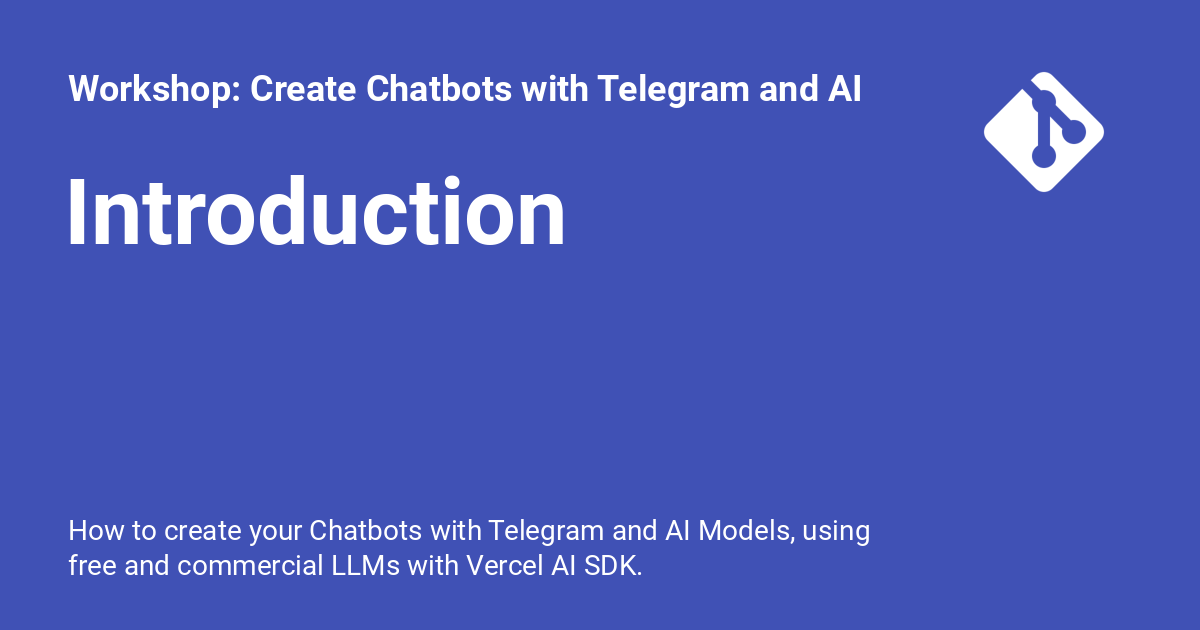 Workshop: Create Chatbots with Telegram and AI
Introduction
How to create your Chatbots with Telegram and AI Models, using
free and commercial LLMs with Vercel AI SDK.